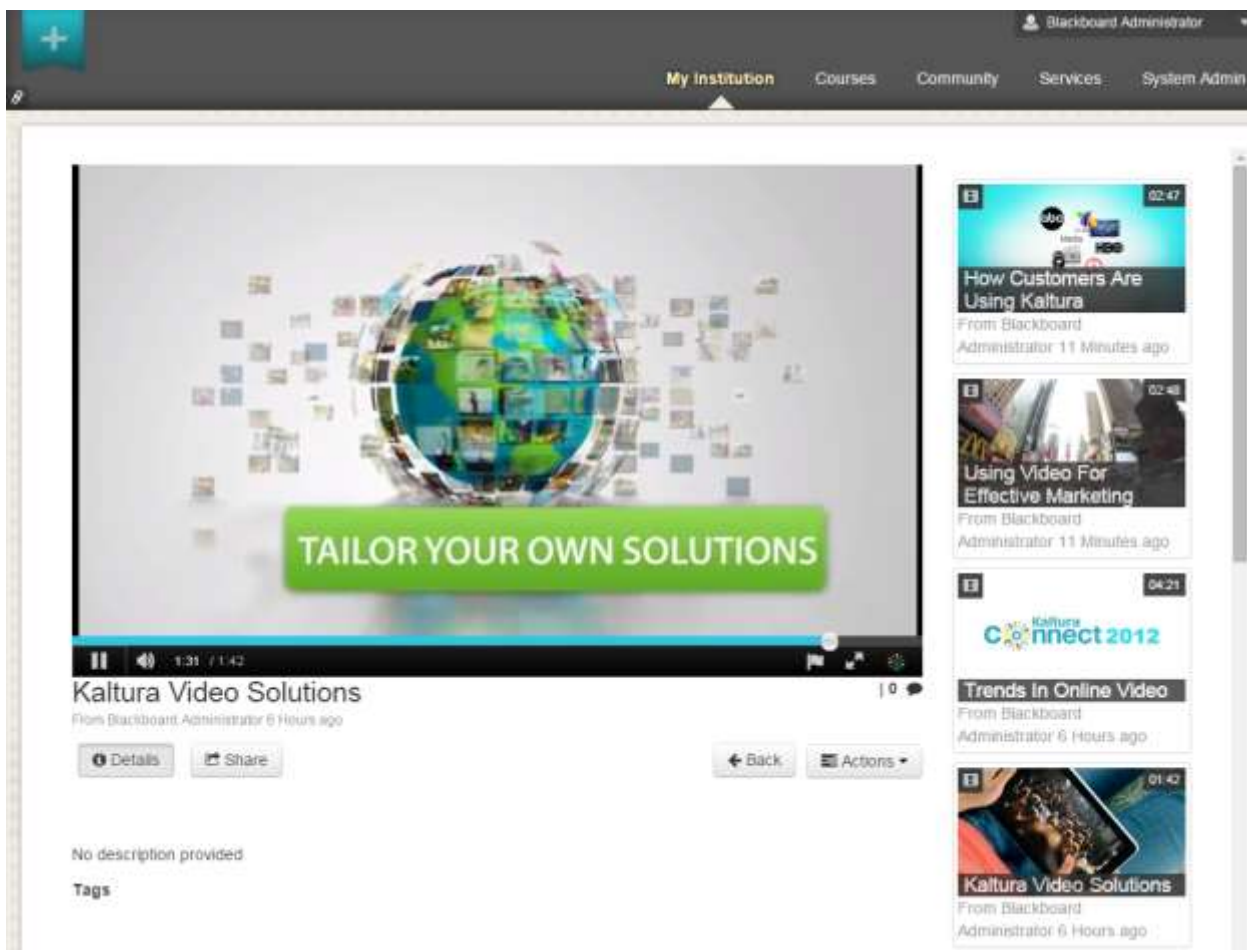 Blackboard Administrator
My Institution Courses Community Services System Admin
TAILOR YOUR OWN SOLUTIONS
1:31 / 1:42
Kaltura Video Solutions
| 0
From Blackboard Administrator 6 Hours ago
Details Share Back Actions
No description provided
Tags
02:47
abc
HBO
How Customers Are
Using Kaltura
From Blackboard
Administrator 11 Minutes ago
02:48
Using Video For
Effective Marketing
From Blackboard
Administrator 11 Minutes ago
04:21
Kaltura
Connect 2012
Trends In Online Video
From Blackboard
Administrator 6 Hours ago
01:42
Kaltura Video Solutions
From Blackboard
Administrator 6 Hours ago